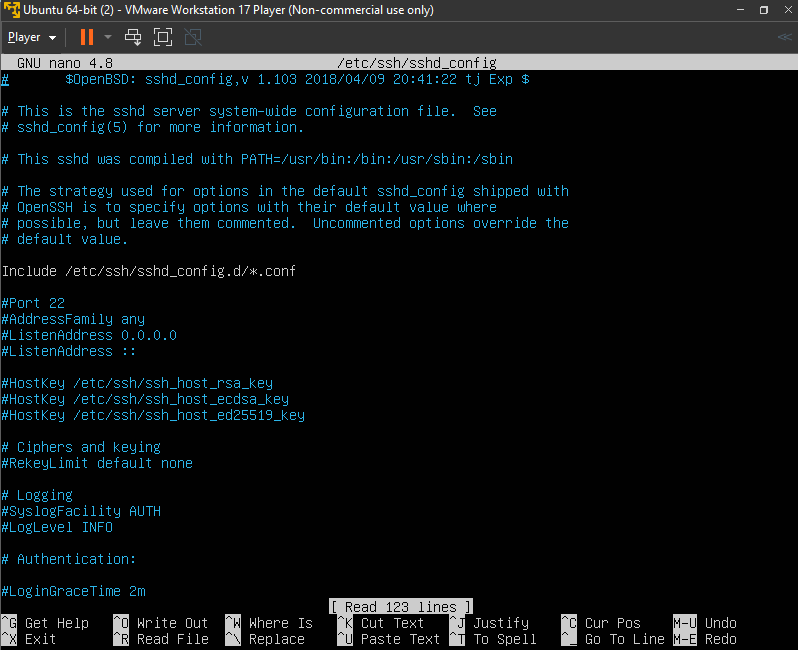 Ubuntu 64-bit (2) - VMware Workstation 17 Player (Non-commercial use only)
Player
GNU nano 4.8 /etc/ssh/sshd_config
# $OpenBSD: sshd_config,v 1.103 2018/04/09 20:41:22 tj Exp $
# This is the sshd server system-wide configuration file. See
# sshd_config(5) for more information.
# This sshd was compiled with PATH=/usr/bin:/bin:/usr/sbin:/sbin
# The strategy used for options in the default sshd_config shipped with
# OpenSSH is to specify options with their default value where
# possible, but leave them commented. Uncommented options override the
# default value.
Include /etc/ssh/sshd_config.d/*.conf
#Port 22
#AddressFamily any
#ListenAddress 0.0.0.0
#ListenAddress ::
#HostKey /etc/ssh/ssh_host_rsa_key
#HostKey /etc/ssh/ssh_host_ecdsa_key
#HostKey /etc/ssh/ssh_host_ed25519_key
# Ciphers and keying
#RekeyLimit default none
# Logging
#SyslogFacility AUTH
#LogLevel INFO
# Authentication:
#LoginGraceTime 2m
[ Read 123 lines ]
^G Get Help ^O Write Out ^W Where Is ^K Cut Text ^J Justify ^C Cur Pos M-U Undo
^X Exit ^R Read File ^\ Replace ^U Paste Text ^T To Spell ^_ Go To Line M-E Redo